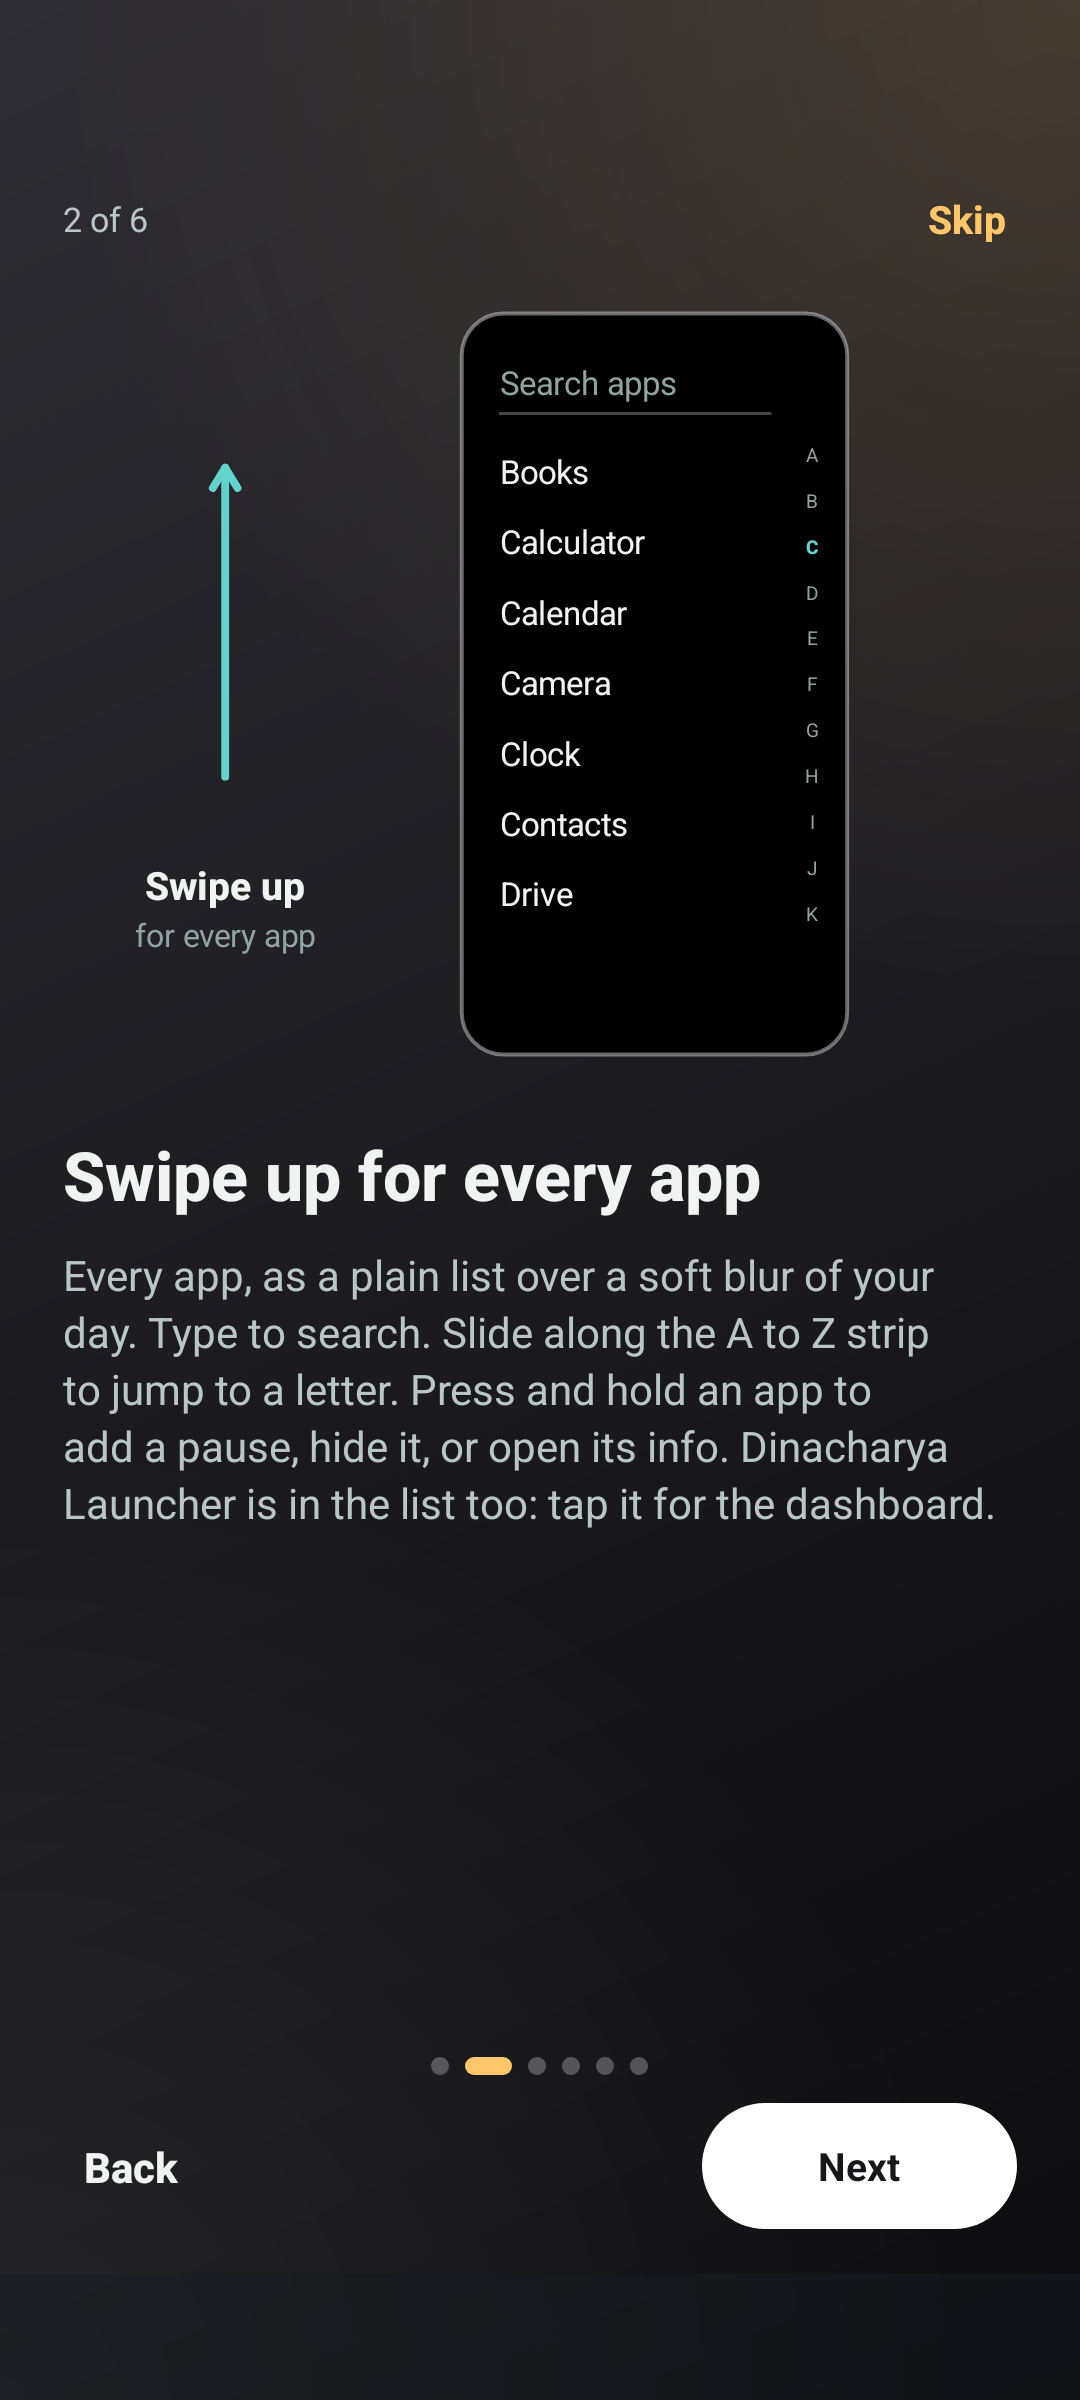 2 of 6
Skip
Search apps
Books
Calculator
Calendar
Camera
Clock
Contacts
Drive
A
B
C
D
E
F
G
H
I
J
K
Swipe up
for every app
Swipe up for every app
Every app, as a plain list over a soft blur of your
day. Type to search. Slide along the A to Z strip
to jump to a letter. Press and hold an app to
add a pause, hide it, or open its info. Dinacharya
Launcher is in the list too: tap it for the dashboard.
Back
Next